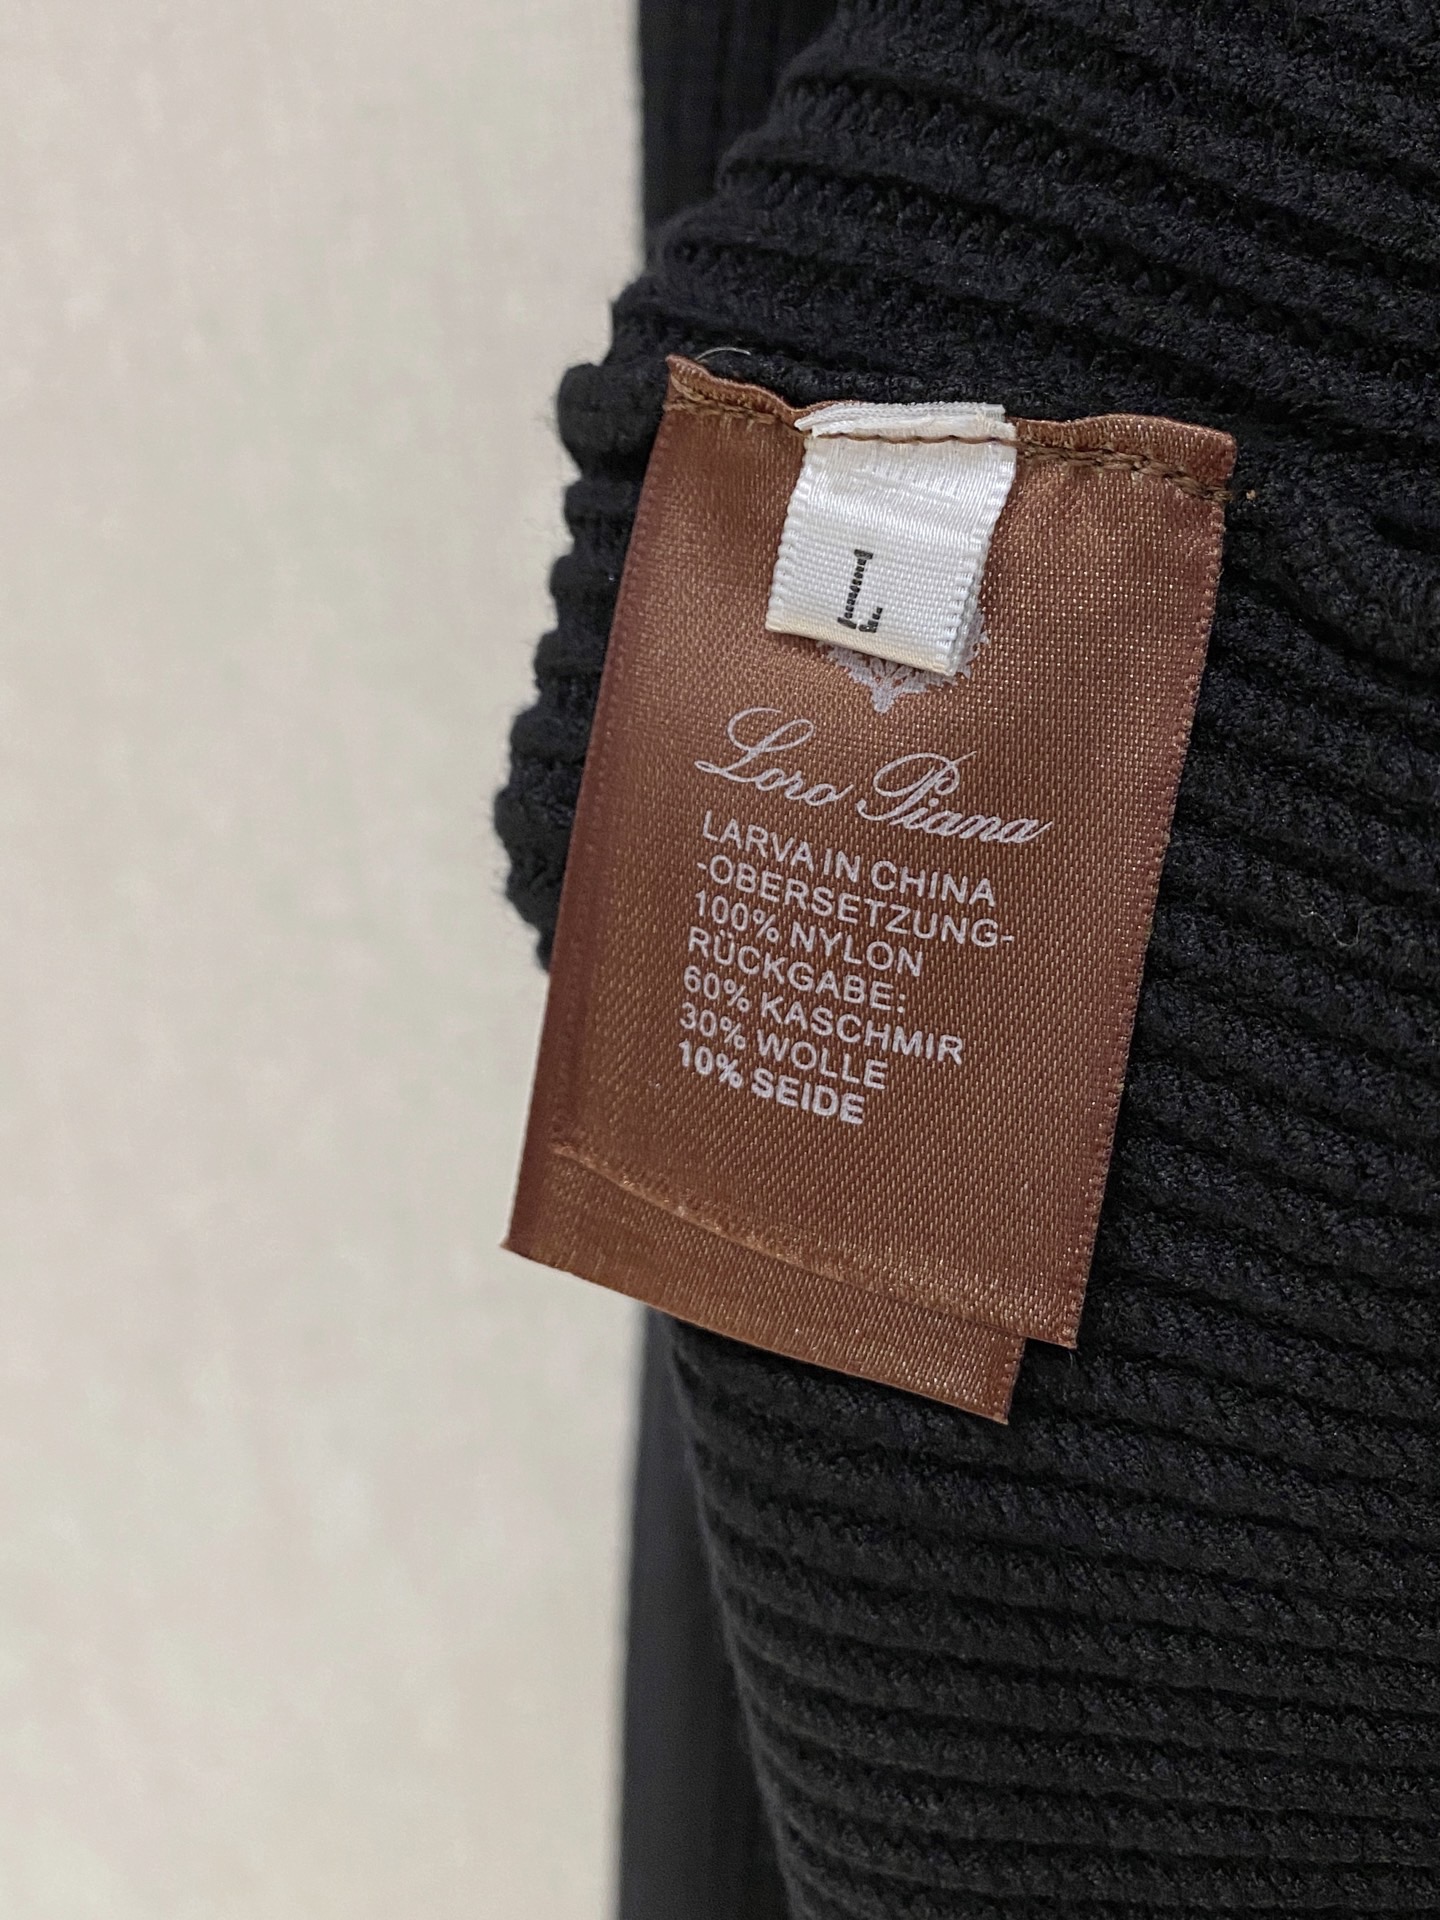 L
Loro Piana
LARVA IN CHINA
-OBERSETZUNG-
100% NYLON
RÜCKGABE:
60% KASCHMIR
30% WOLLE
10% SEIDE